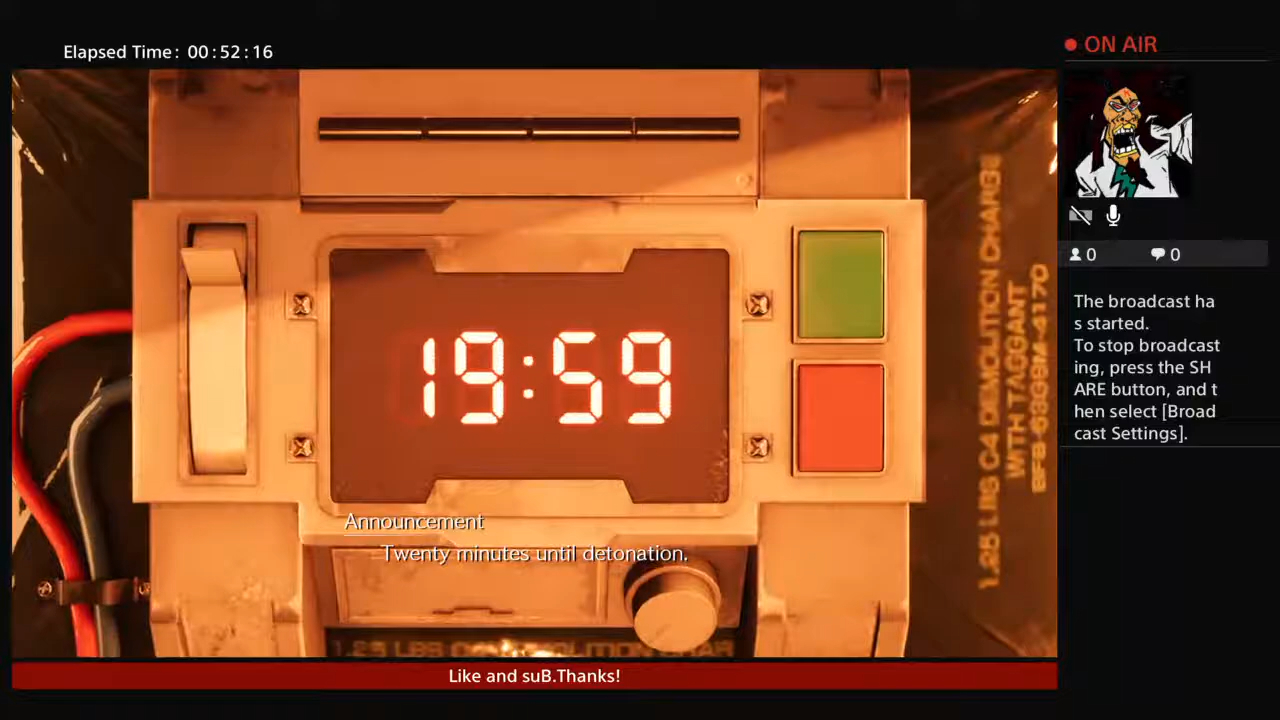 Elapsed Time: 00:52:16
ON AIR
19:59
Announcement
Twenty minutes until detonation.
1.25 LBS C4 DEMOLITION CHARGE
WITH TAGGANT
0
0
The broadcast ha
s started.
To stop broadcast
ing, press the SH
ARE button, and t
hen select [Broad
cast Settings].
Like and suB.Thanks!